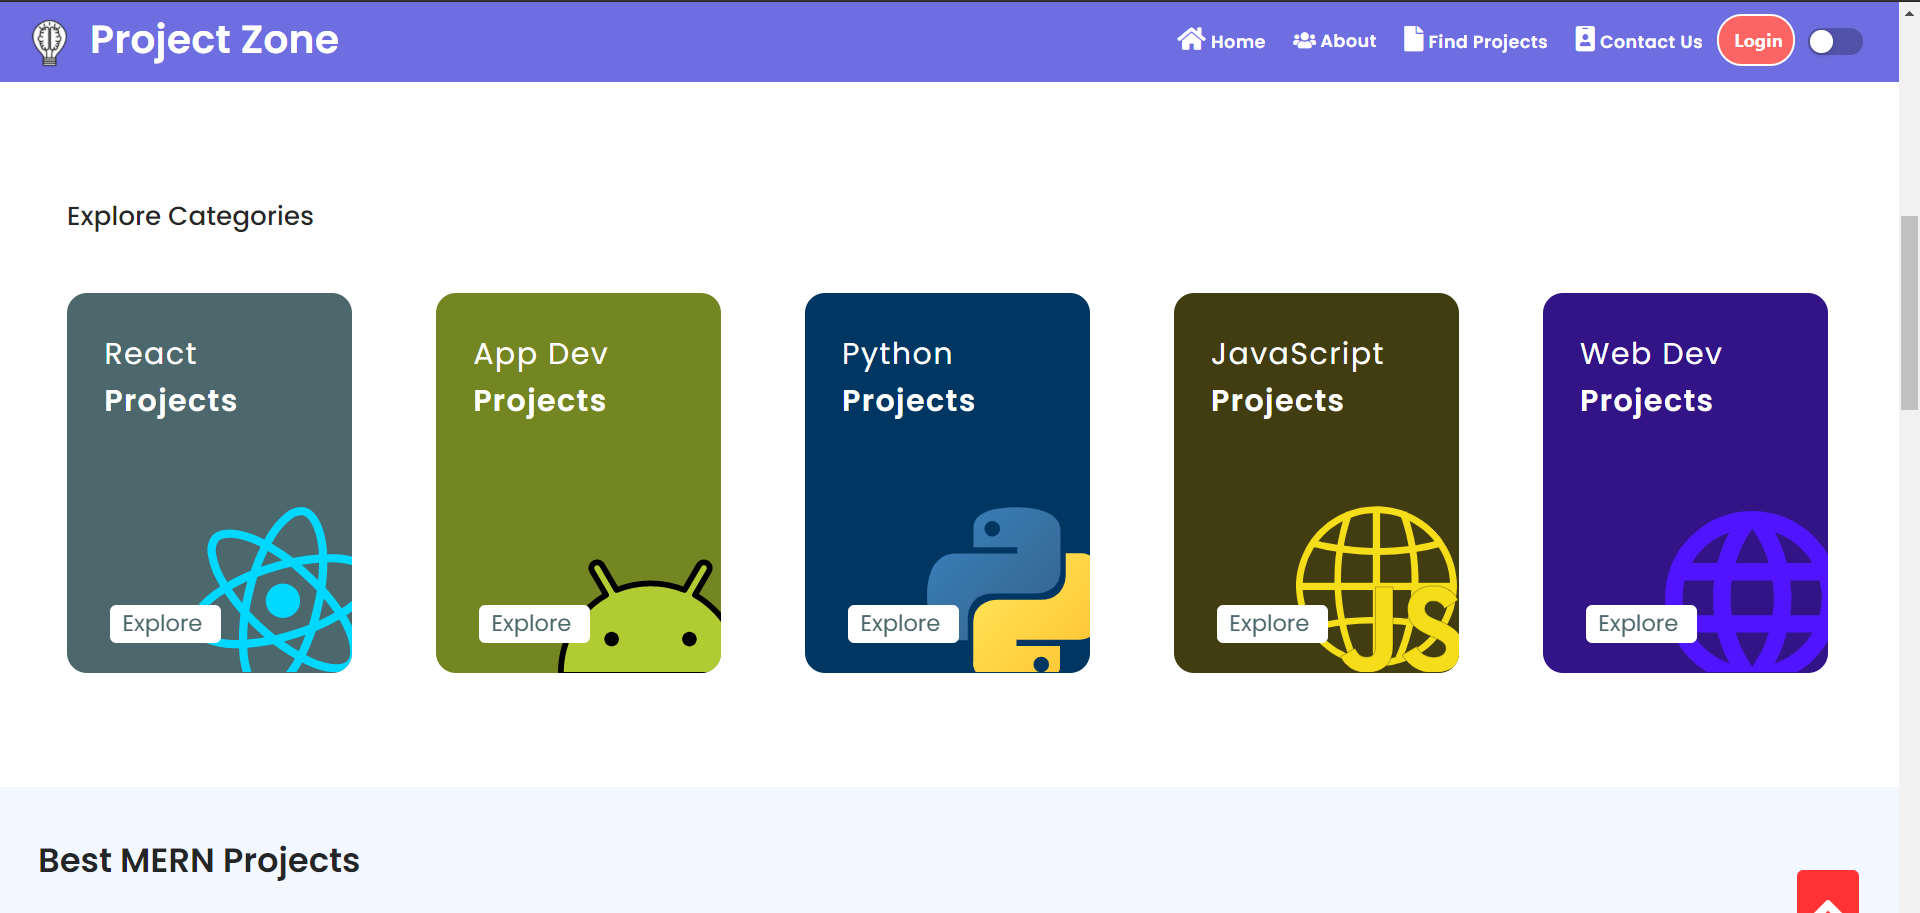 Project Zone
Home
About
Find Projects
Contact Us
Login
Explore Categories
React
Projects
Explore
App Dev
Projects
Explore
Python
Projects
Explore
JavaScript
Projects
JS
Explore
Web Dev
Projects
Explore
Best MERN Projects